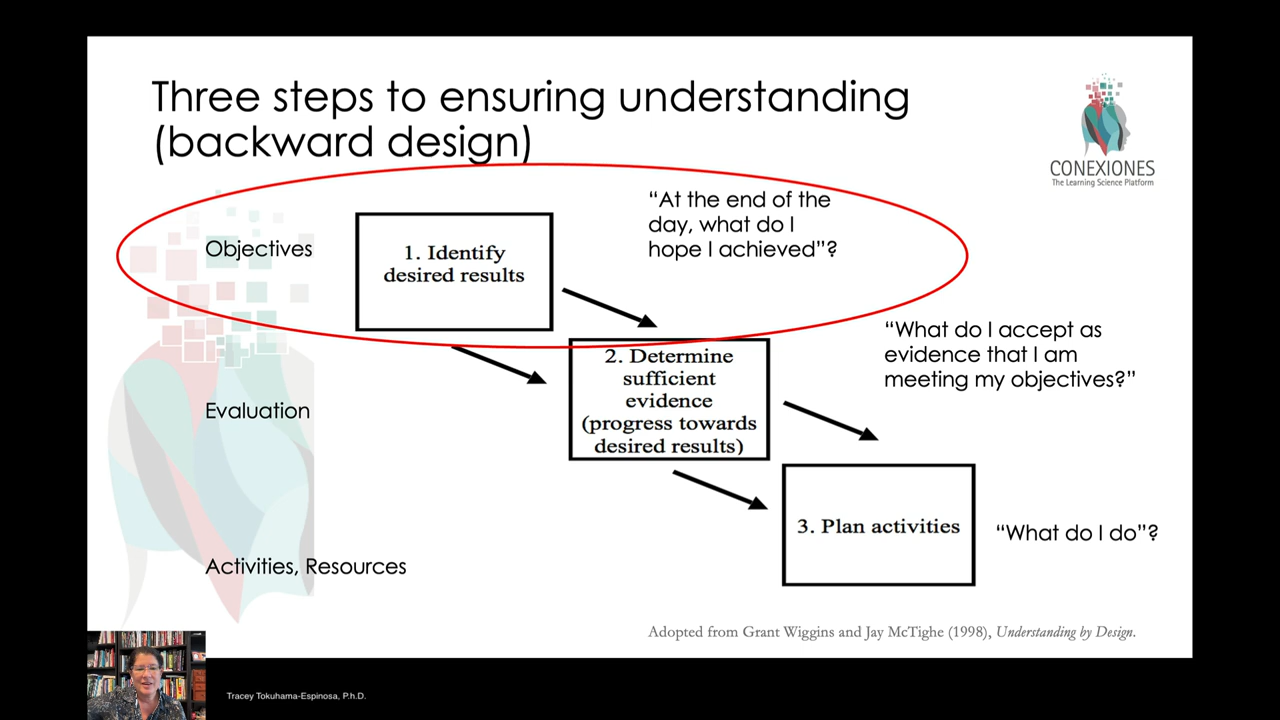 Three steps to ensuring understanding
(backward design)
CONEXIONES
The Learning Science Platform
Objectives
1. Identify
desired results
“At the end of the
day, what do I
hope I achieved”?
Evaluation
2. Determine
sufficient
evidence
(progress towards
desired results)
“What do I accept as
evidence that I am
meeting my objectives?”
Activities, Resources
3. Plan activities
“What do I do”?
Adopted from Grant Wiggins and Jay McTighe (1998), Understanding by Design.
Tracey Tokuhama-Espinosa, Ph.D.